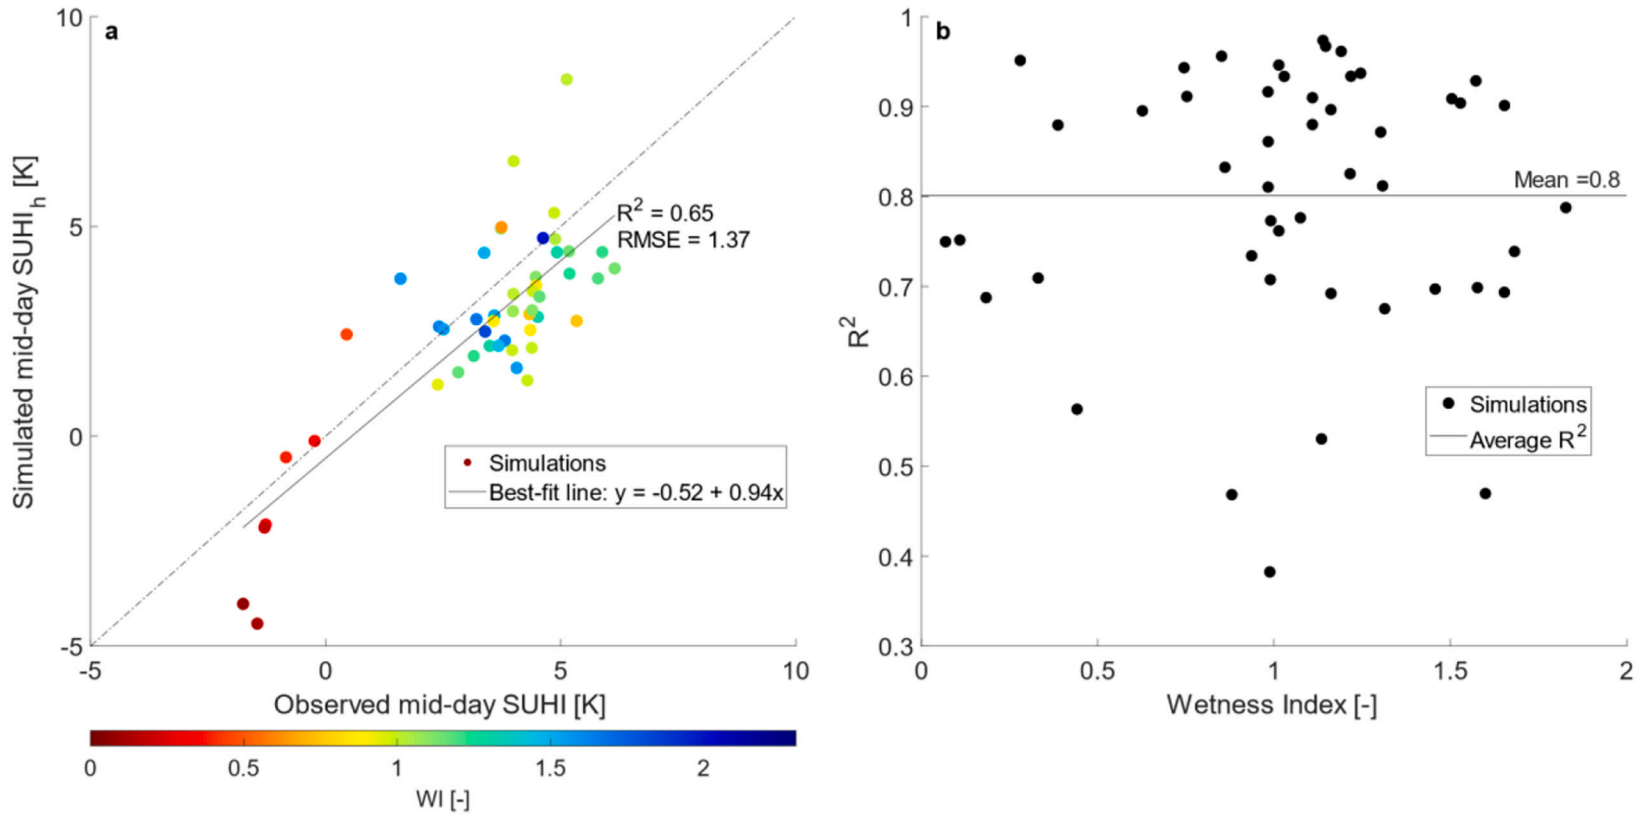 a
10
5
0
-5
-5
0
5
10
Simulated mid-day SUHI_h [K]
Observed mid-day SUHI [K]
R^2 = 0.65
RMSE = 1.37
Simulations
Best-fit line: y = -0.52 + 0.94x
0
0.5
1
1.5
2
WI [-]
b
1
0.9
0.8
0.7
0.6
0.5
0.4
0.3
0
0.5
1
1.5
2
R^2
Wetness Index [-]
Mean =0.8
Simulations
Average R^2